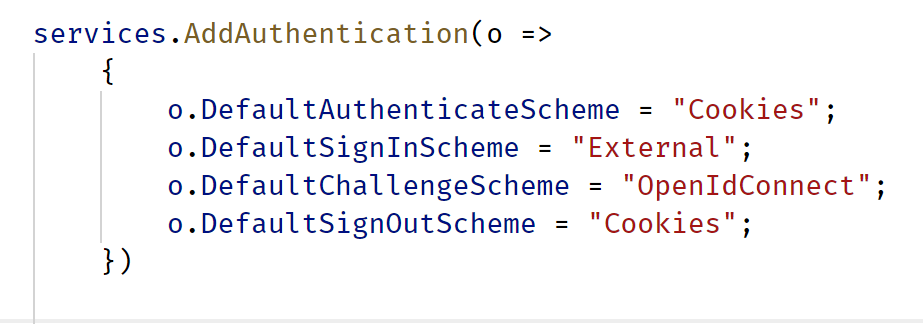 services.AddAuthentication(o =>
{
o.DefaultAuthenticateScheme = "Cookies";
o.DefaultSignInScheme = "External";
o.DefaultChallengeScheme = "OpenIdConnect";
o.DefaultSignOutScheme = "Cookies";
})